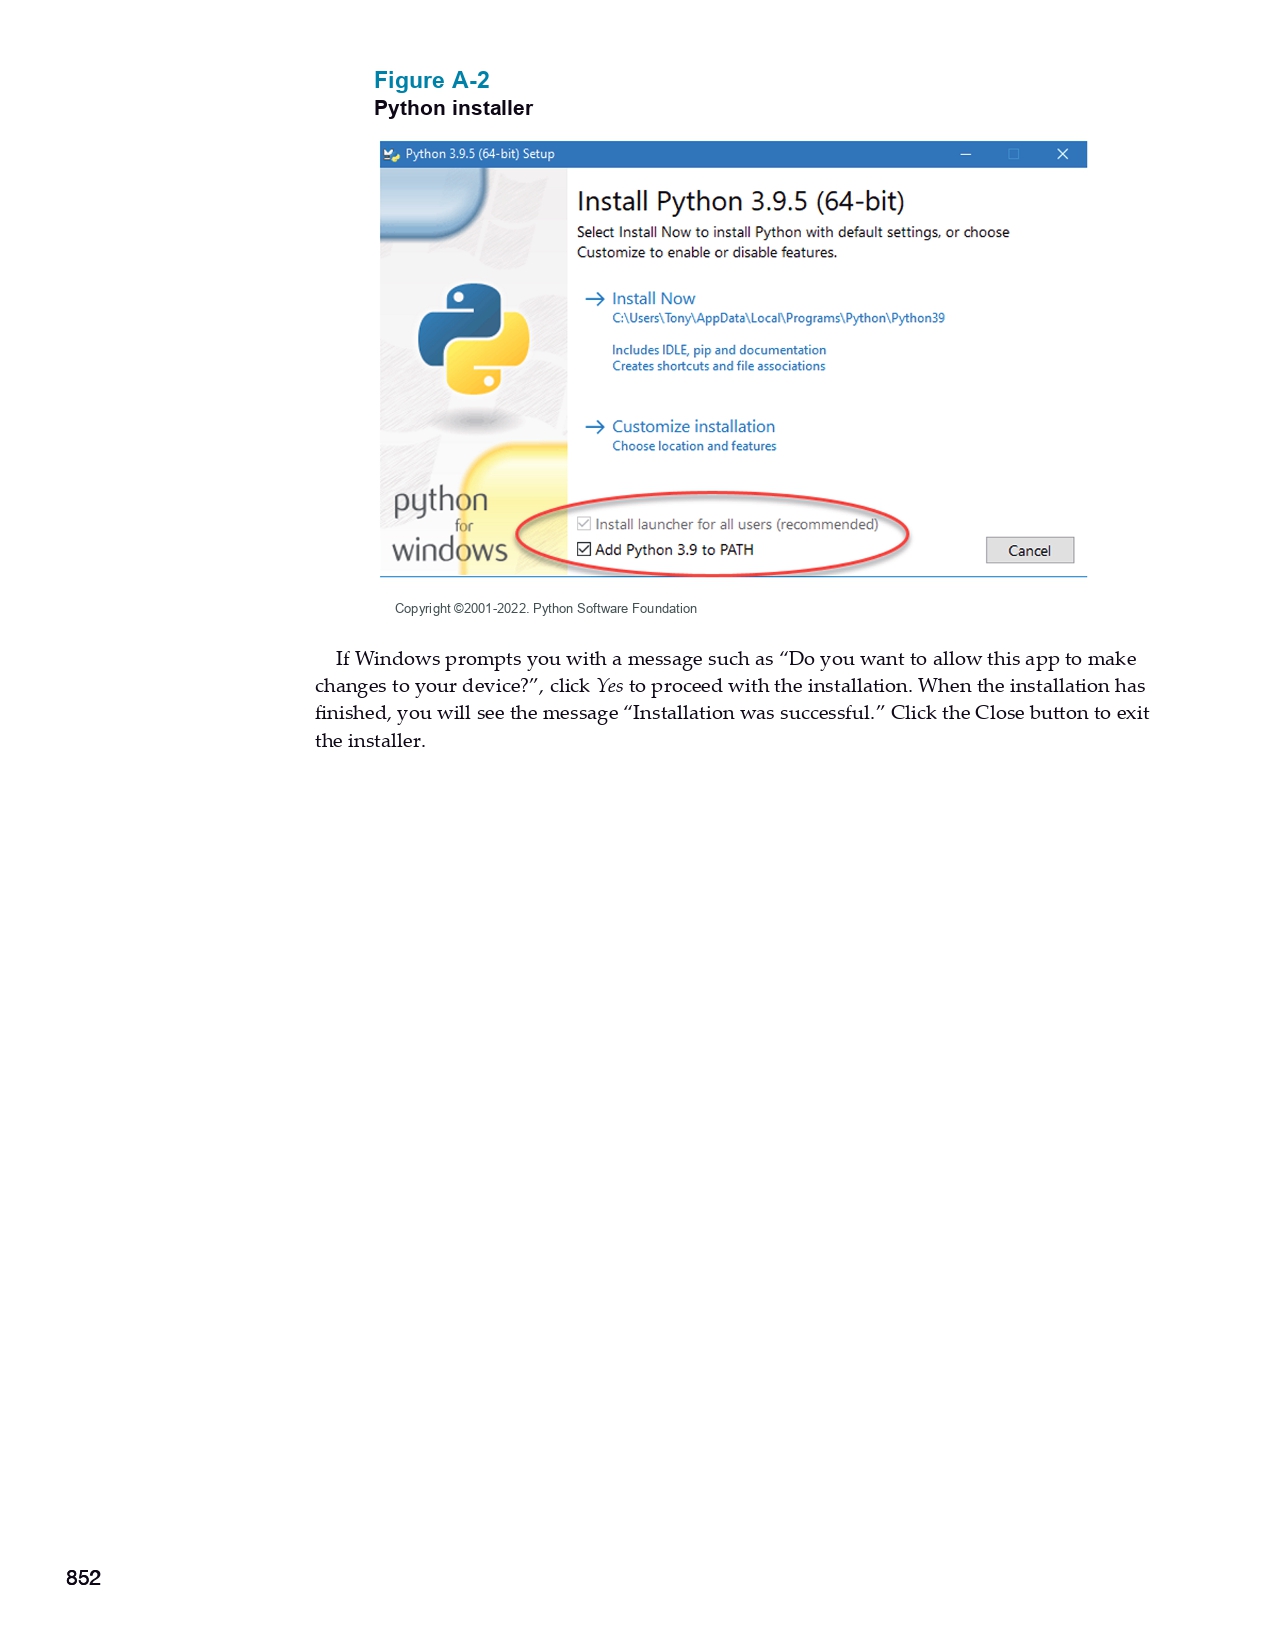 Figure A-2
Python installer
Python 3.9.5 (64-bit) Setup
Install Python 3.9.5 (64-bit)
Select Install Now to install Python with default settings, or choose
Customize to enable or disable features.
→ Install Now
C:\Users\Tony\AppData\Local\Programs\Python\Python39
Includes IDLE, pip and documentation
Creates shortcuts and file associations
→ Customize installation
Choose location and features
python
for
windows
Install launcher for all users (recommended)
Add Python 3.9 to PATH
Cancel
Copyright ©2001-2022. Python Software Foundation
If Windows prompts you with a message such as “Do you want to allow this app to make
changes to your device?”, click Yes to proceed with the installation. When the installation has
finished, you will see the message “Installation was successful.” Click the Close button to exit
the installer.
852